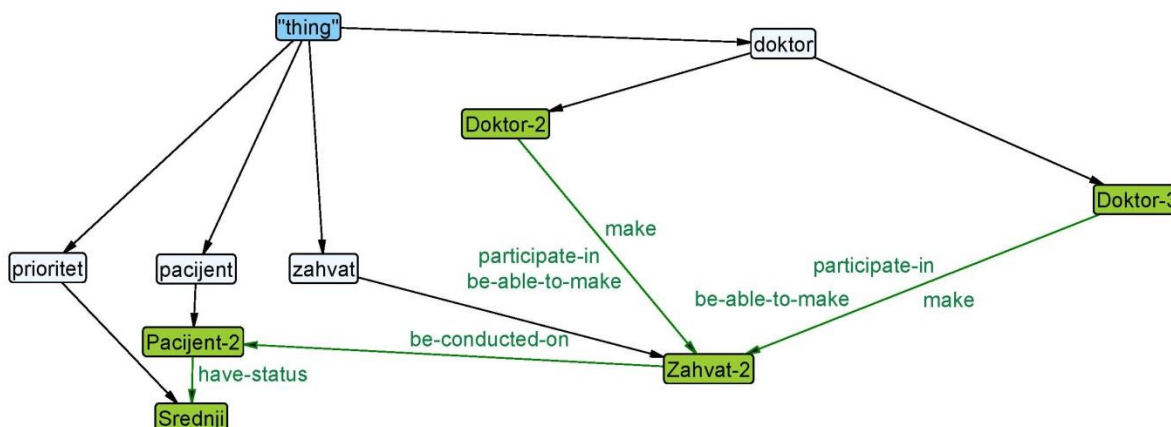 "thing"
doktor
Doktor-2
Doktor-3
make
participate-in
be-able-to-make
participate-in
be-able-to-make
make
prioritet
pacijent
zahvat
Pacijent-2
be-conducted-on
Zahvat-2
have-status
Srednji